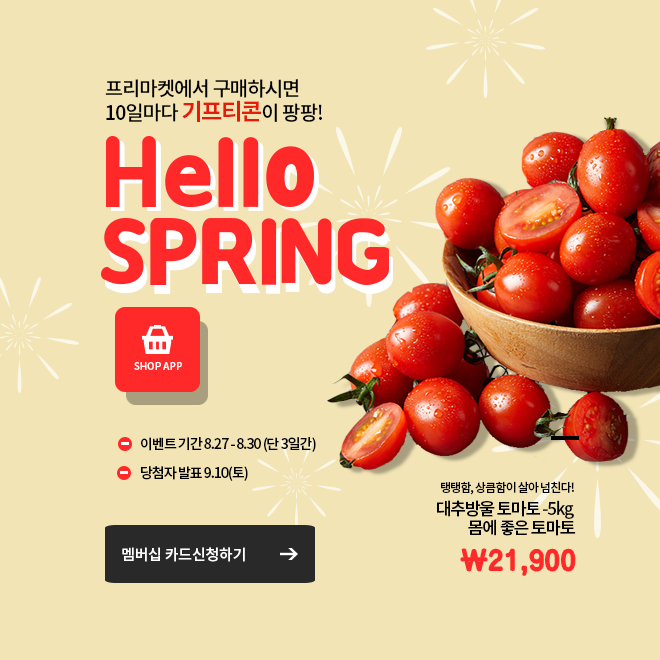 프리마켓에서 구매하시면
10일마다 기프티콘이 팡팡!
Hello
SPRING
SHOP APP
이벤트 기간 8.27 - 8.30 (단 3일간)
당첨자 발표 9.10(토)
멤버십 카드신청하기
탱탱함, 상큼함이 살아 넘친다!
대추방울 토마토 -5kg
몸에 좋은 토마토
₩21,900